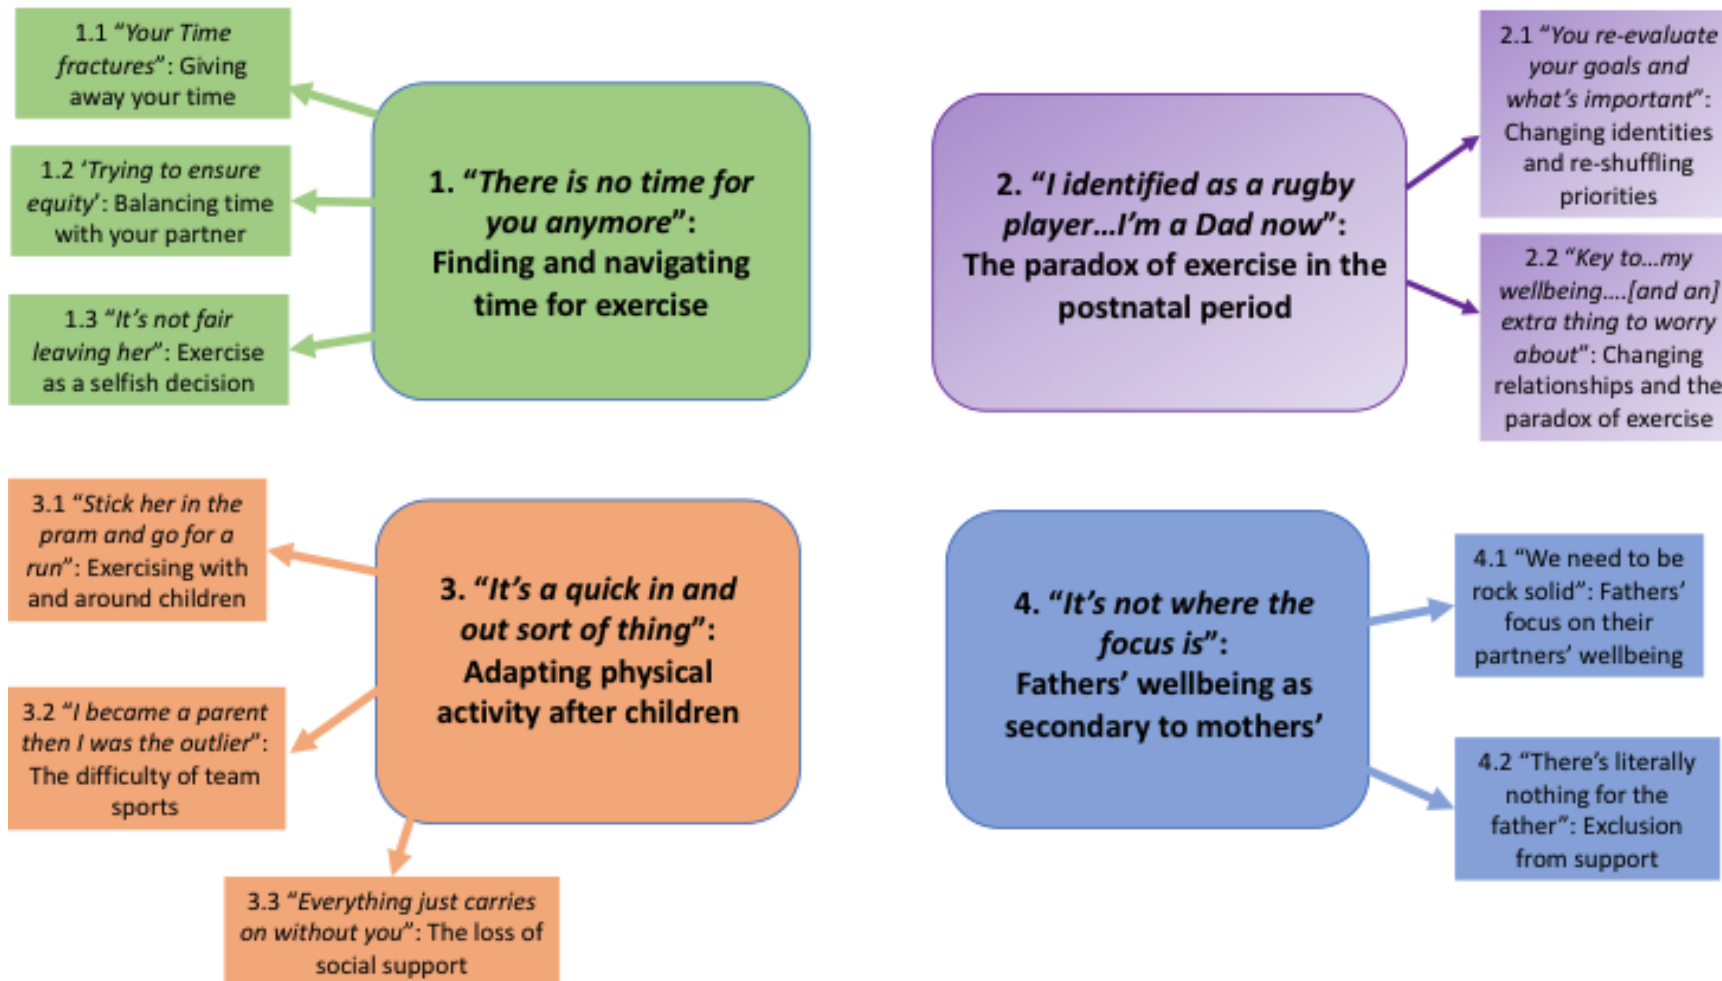 1.1 “Your Time
fractures”: Giving
away your time
1.2 ‘Trying to ensure
equity’: Balancing time
with your partner
1.3 “It’s not fair
leaving her”: Exercise
as a selfish decision
1. “There is no time for
you anymore”:
Finding and navigating
time for exercise
2. “I identified as a rugby
player…I’m a Dad now”:
The paradox of exercise in the
postnatal period
2.1 “You re-evaluate
your goals and
what’s important”:
Changing identities
and re-shuffling
priorities
2.2 “Key to…my
wellbeing….[and an]
extra thing to worry
about”: Changing
relationships and the
paradox of exercise
3.1 “Stick her in the
pram and go for a
run”: Exercising with
and around children
3.2 “I became a parent
then I was the outlier”:
The difficulty of team
sports
3.3 “Everything just carries
on without you”: The loss of
social support
3. “It’s a quick in and
out sort of thing”:
Adapting physical
activity after children
4. “It’s not where the
focus is”:
Fathers’ wellbeing as
secondary to mothers’
4.1 “We need to be
rock solid”: Fathers’
focus on their
partners’ wellbeing
4.2 “There’s literally
nothing for the
father”: Exclusion
from support